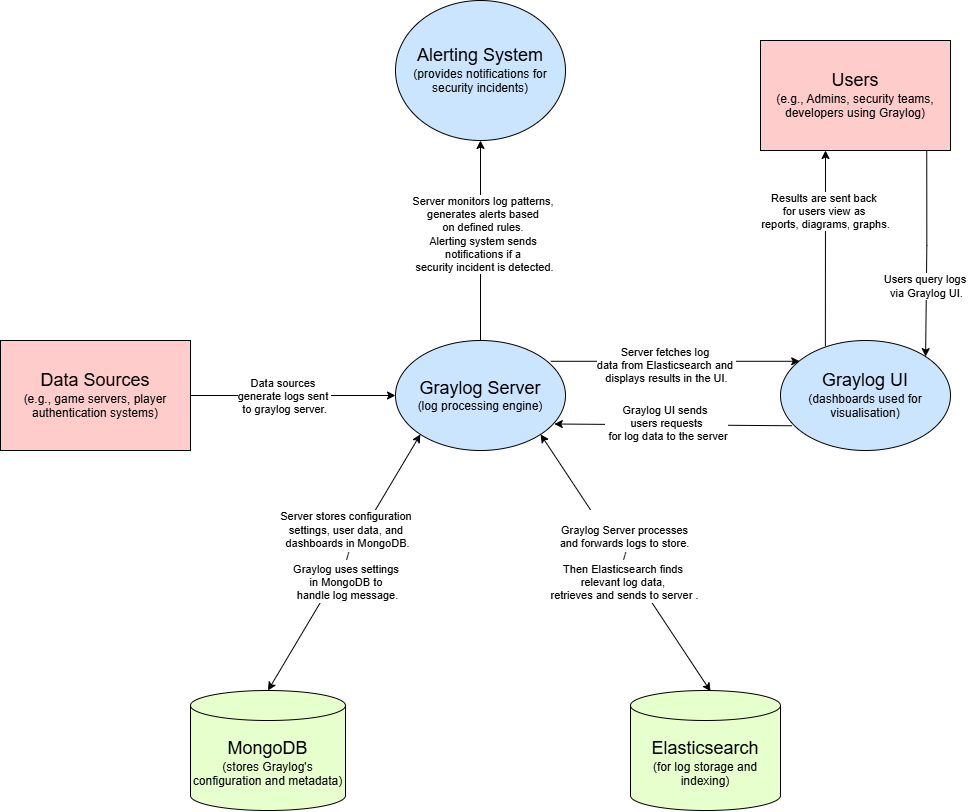 Alerting System
(provides notifications for
security incidents)
Users
(e.g., Admins, security teams,
developers using Graylog)
Server monitors log patterns,
generates alerts based
on defined rules.
Alerting system sends
notifications if a
security incident is detected.
Results are sent back
for users view as
reports, diagrams, graphs.
Users query logs
via Graylog UI.
Data Sources
(e.g., game servers, player
authentication systems)
Data sources
generate logs sent
to graylog server.
Graylog Server
(log processing engine)
Server fetches log
data from Elasticsearch and
displays results in the UI.
Graylog UI sends
users requests
for log data to the server
Graylog UI
(dashboards used for
visualisation)
Server stores configuration
settings, user data, and
dashboards in MongoDB.
/
Graylog uses settings
in MongoDB to
handle log message.
Graylog Server processes
and forwards logs to store.
/
Then Elasticsearch finds
relevant log data,
retrieves and sends to server .
MongoDB
(stores Graylog's
configuration and metadata)
Elasticsearch
(for log storage and
indexing)